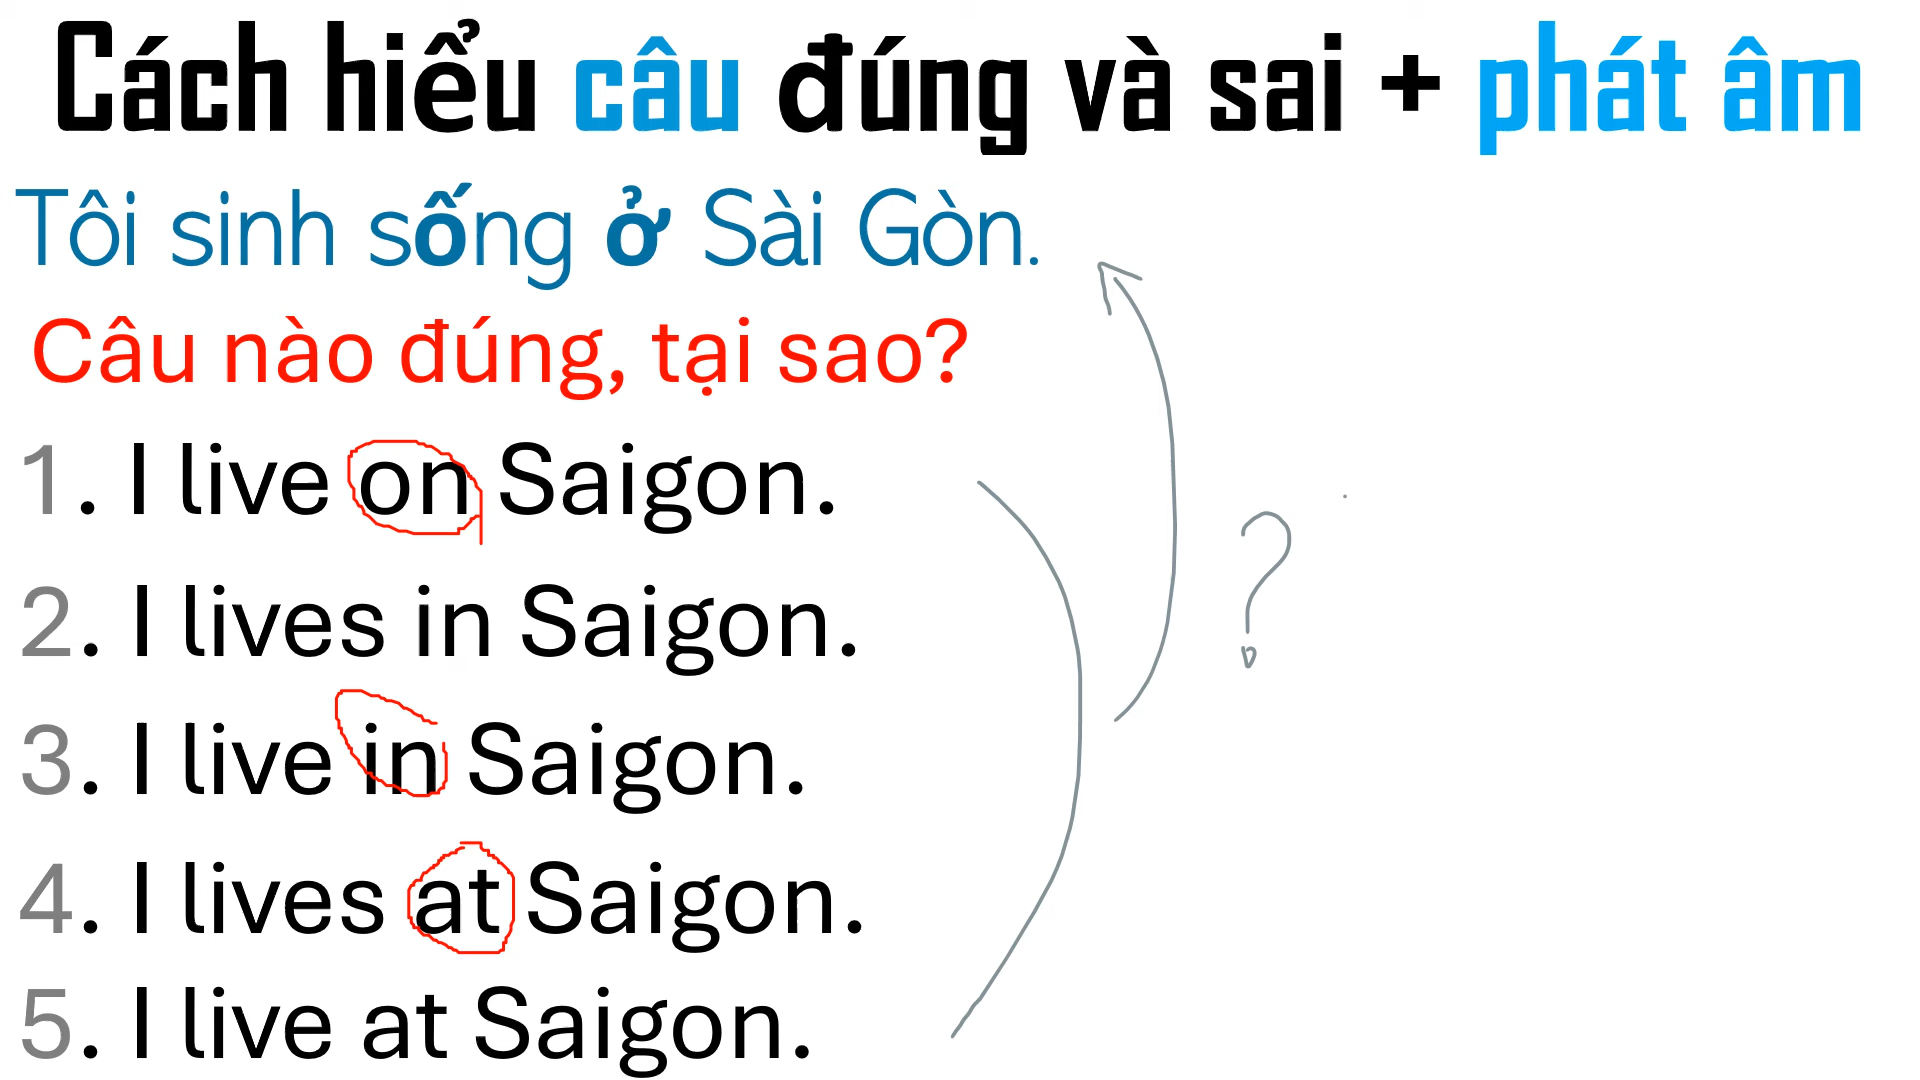 Cách hiểu câu đúng và sai + phát âm
Tôi sinh sống ở Sài Gòn.
Câu nào đúng, tại sao?
1. I live on Saigon.
2. I lives in Saigon.
3. I live in Saigon.
4. I lives at Saigon.
5. I live at Saigon.
?